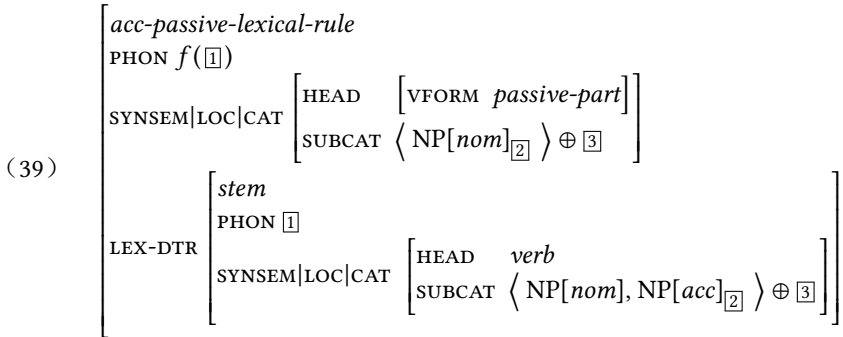 acc-passive-lexical-rule
PHON f(1)
SYNSEM|LOC|CAT [HEAD [VFORM passive-part]]
SUBCAT ⟨ NP[nom]2 ⟩ ⊕ 3
(39)
stem
PHON 1
LEX-DTR
SYNSEM|LOC|CAT [HEAD verb
SUBCAT ⟨ NP[nom], NP[acc]2 ⟩ ⊕ 3]